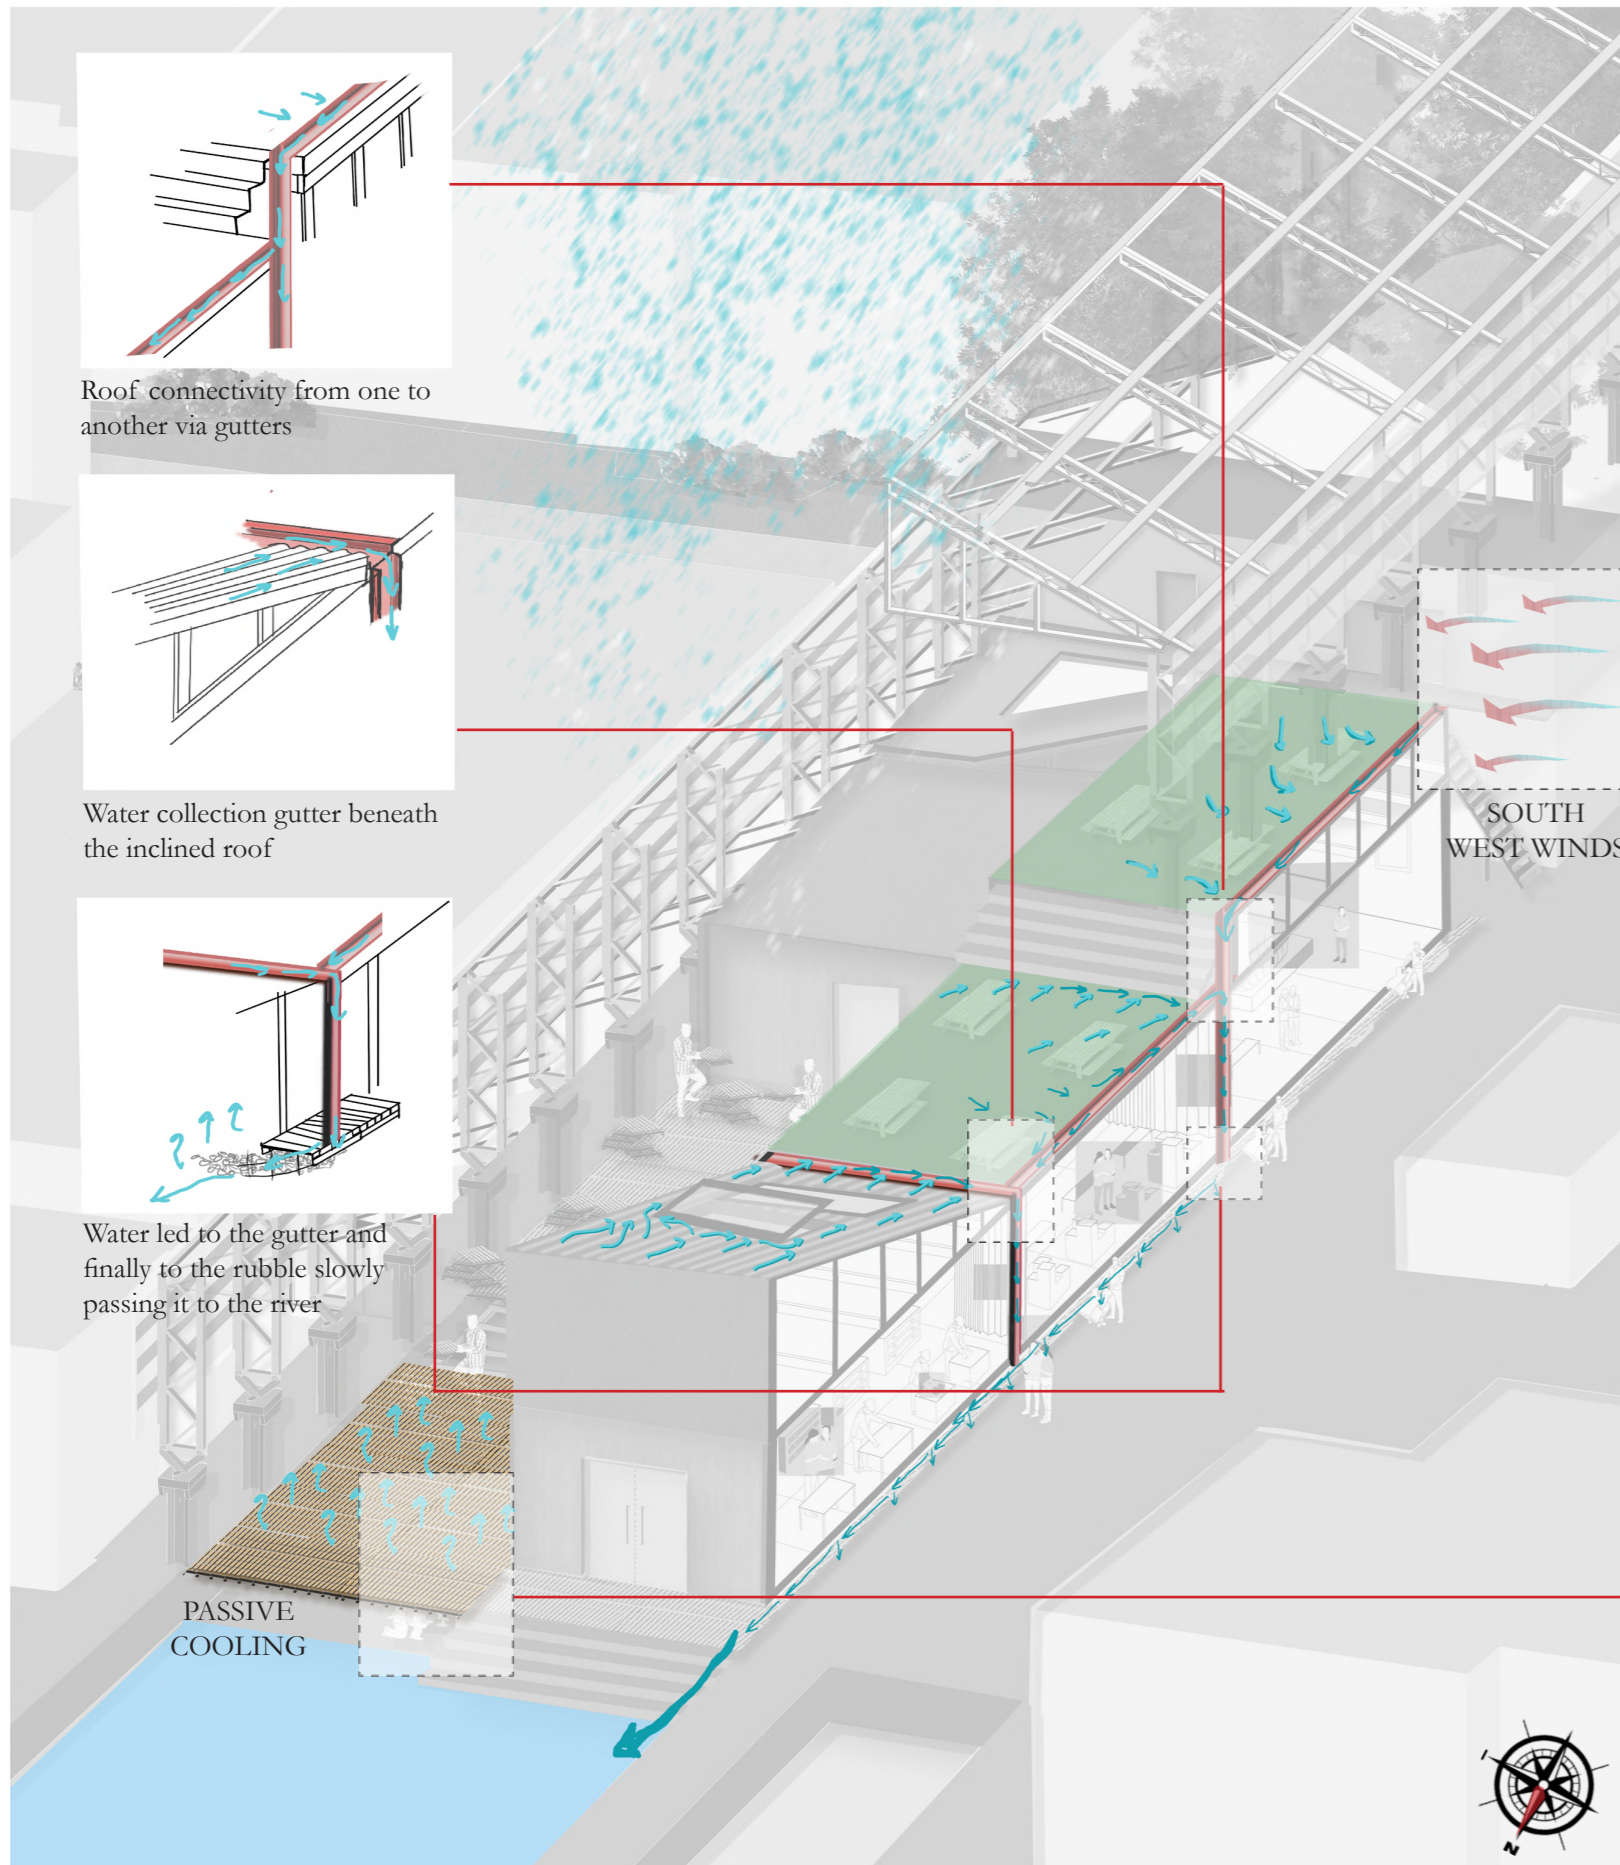 Roof connectivity from one to
another via gutters
Water collection gutter beneath
the inclined roof
SOUTH
WEST WINDS
Water led to the gutter and
finally to the rubble slowly
passing it to the river
PASSIVE
COOLING
N